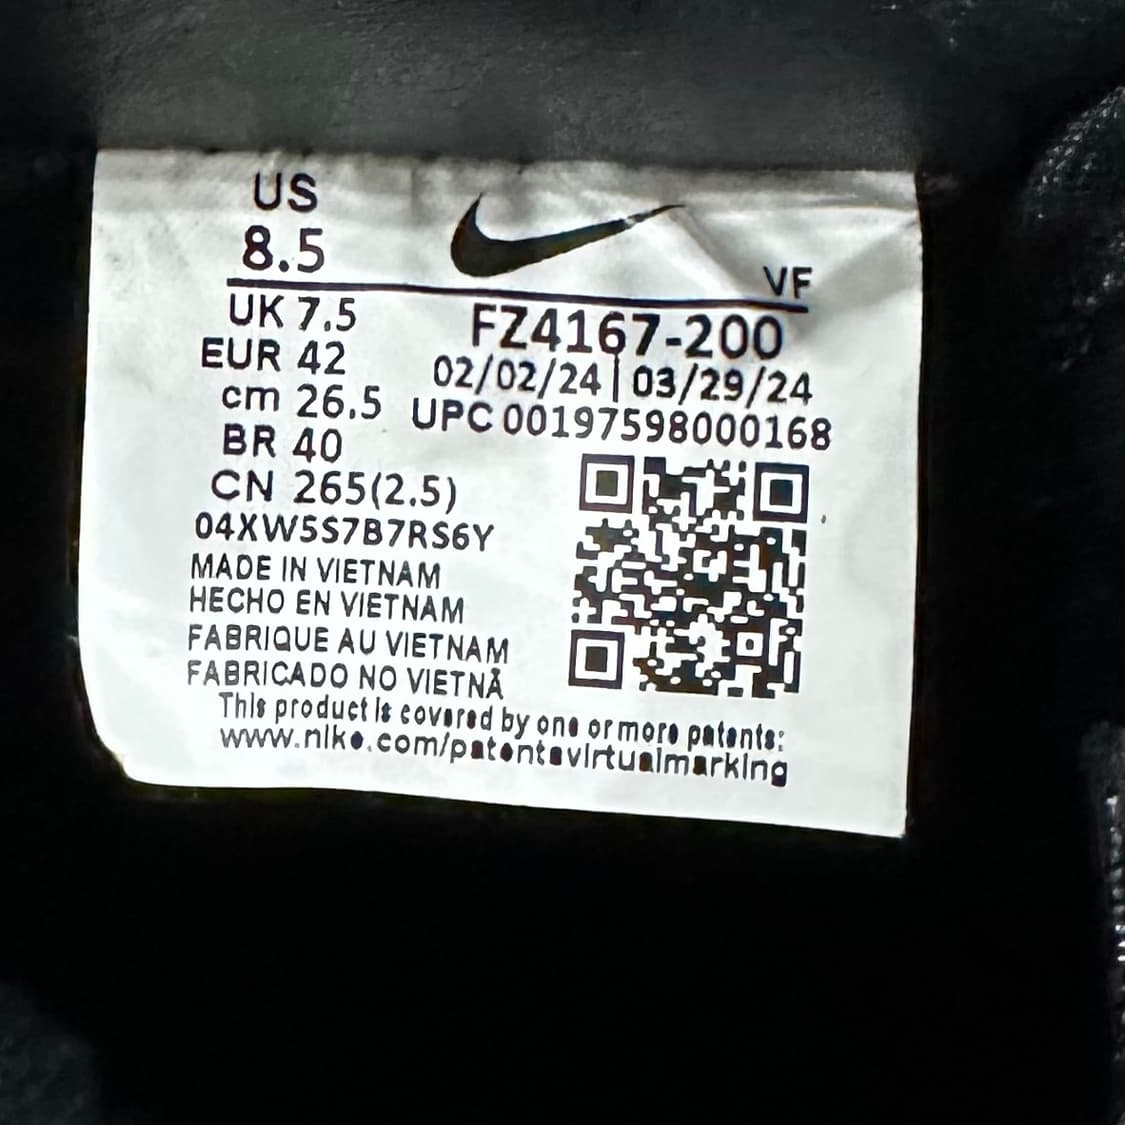 US
8.5
VF
UK 7.5
EUR 42
cm 26.5
BR 40
CN 265(2.5)
FZ4167-200
02/02/24 | 03/29/24
UPC 00197598000168
04XW5S7B7RS6Y
MADE IN VIETNAM
HECHO EN VIETNAM
FABRIQUE AU VIETNAM
FABRICADO NO VIETNÃ
This product is covered by one or more patents:
www.nike.com/patentsvirtualmarking